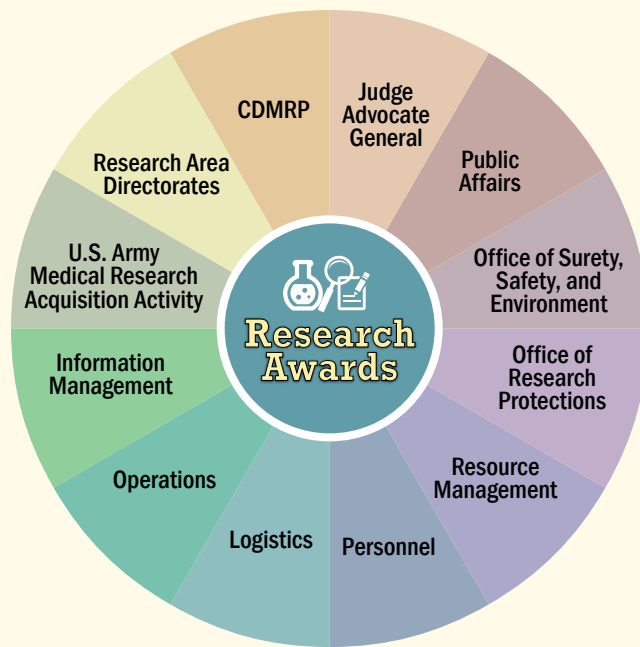 CDMRP
Judge
Advocate
General
Public
Affairs
Office of Surety,
Safety, and
Environment
Office of
Research
Protections
Resource
Management
Personnel
Logistics
Operations
Information
Management
U.S. Army
Medical Research
Acquisition Activity
Research Area
Directorates
Research
Awards